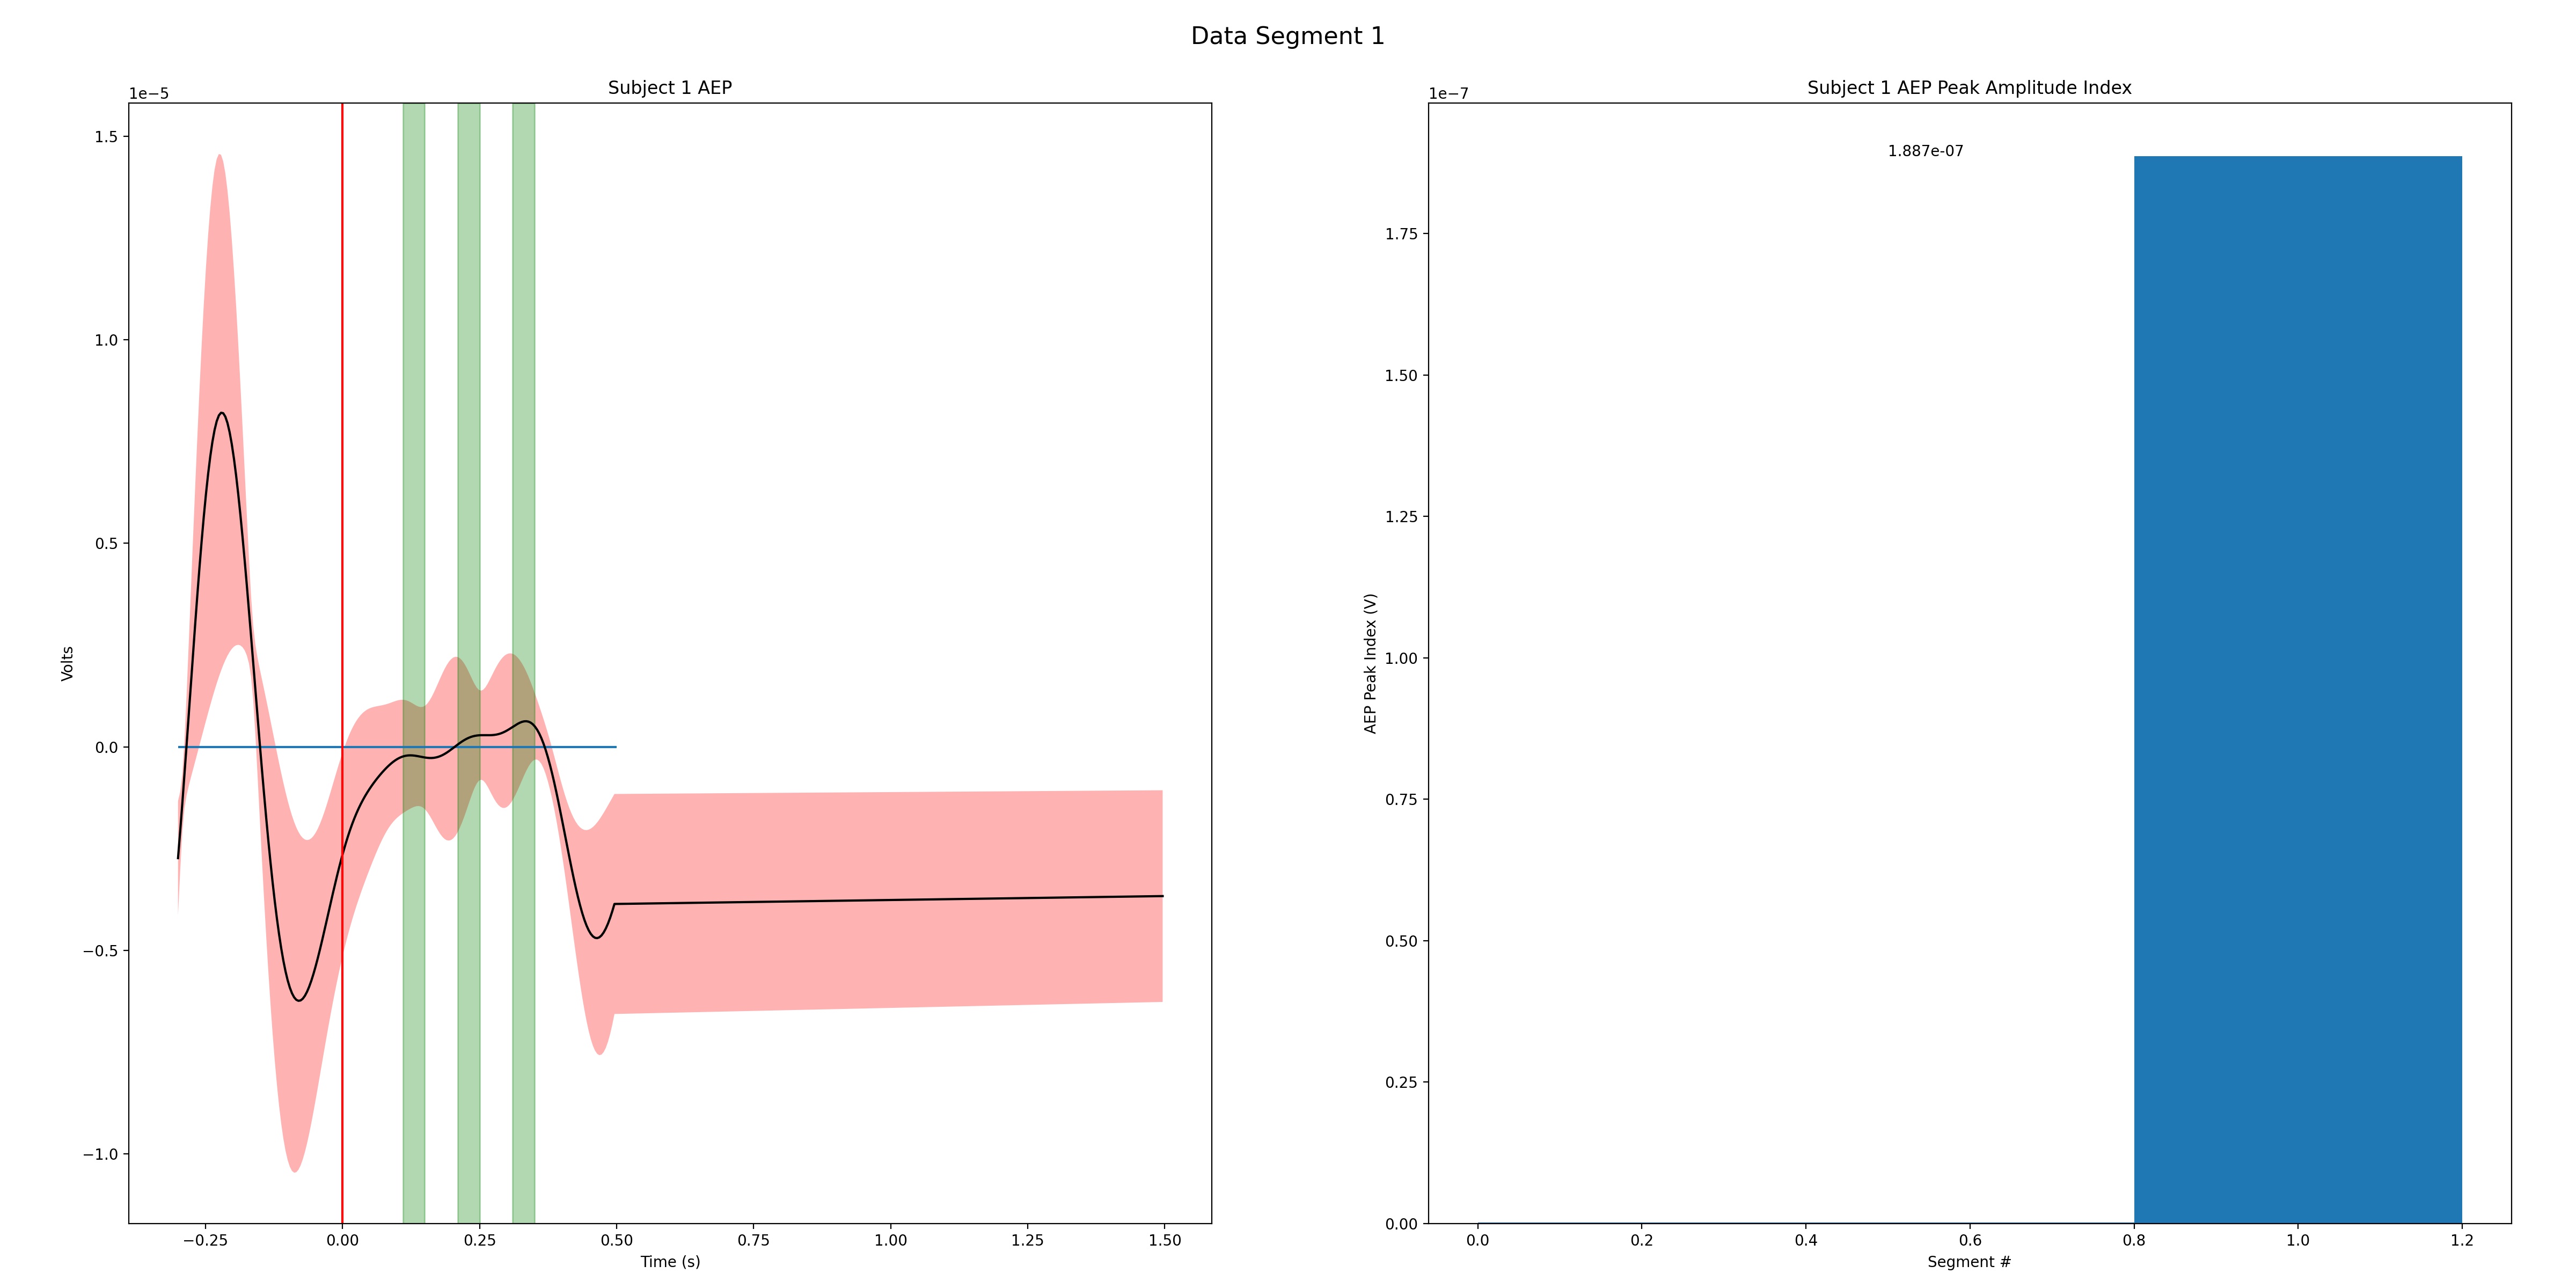 Data Segment 1
Subject 1 AEP
1e−5
1.5
1.0
0.5
0.0
−0.5
−1.0
Volts
−0.25 0.00 0.25 0.50 0.75 1.00 1.25 1.50
Time (s)
Subject 1 AEP Peak Amplitude Index
1e−7
1.887e-07
1.75
1.50
1.25
1.00
0.75
0.50
0.25
0.00
AEP Peak Index (V)
0.0 0.2 0.4 0.6 0.8 1.0 1.2
Segment #